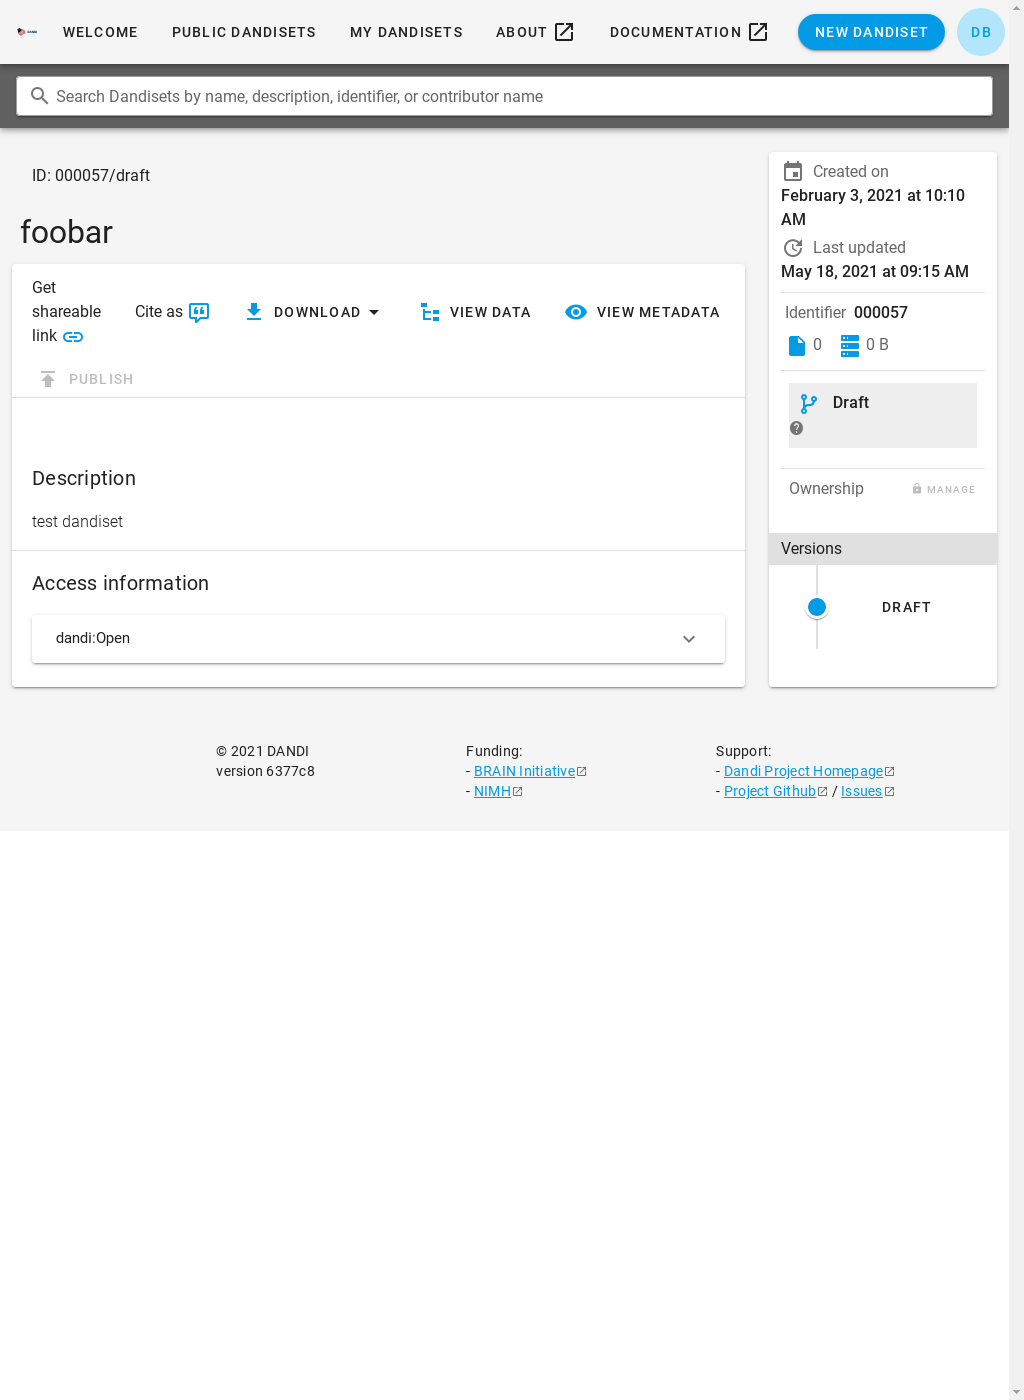 WELCOME PUBLIC DANDISETS MY DANDISETS ABOUT DOCUMENTATION NEW DANDISET DB
Search Dandisets by name, description, identifier, or contributor name
ID: 000057/draft
foobar
Get
shareable
link
Cite as
DOWNLOAD
VIEW DATA
VIEW METADATA
PUBLISH
Description
test dandiset
Access information
dandi:Open
Created on
February 3, 2021 at 10:10
AM
Last updated
May 18, 2021 at 09:15 AM
Identifier 000057
0 0 B
Draft
Ownership MANAGE
Versions
DRAFT
© 2021 DANDI
version 6377c8
Funding:
- BRAIN Initiative
- NIMH
Support:
- Dandi Project Homepage
- Project Github / Issues